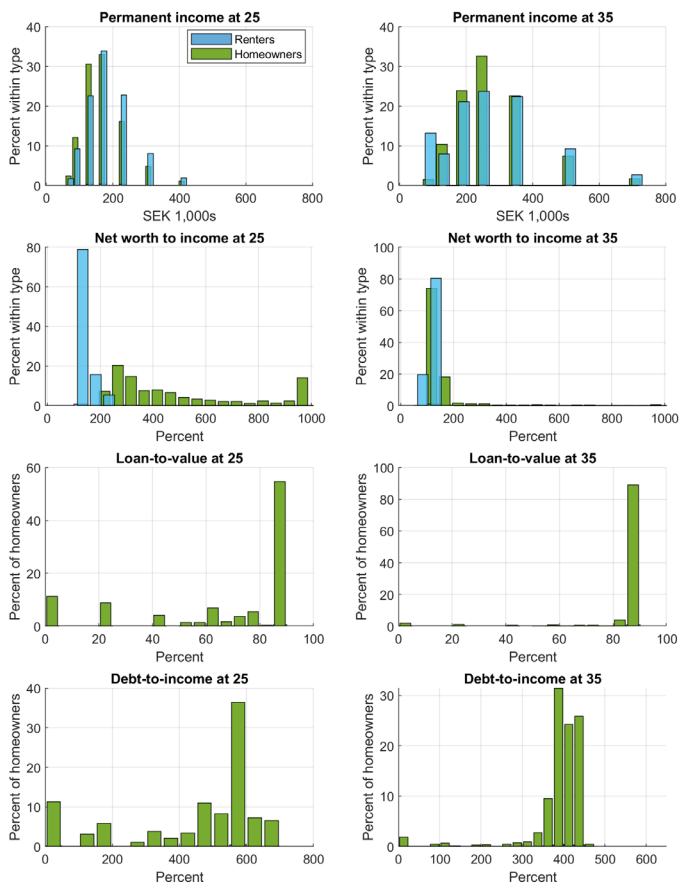 Permanent income at 25
Renters
Homeowners
Percent within type
40
30
20
10
0
0 200 400 600 800
SEK 1,000s
Permanent income at 35
Percent within type
40
30
20
10
0
0 200 400 600 800
SEK 1,000s
Net worth to income at 25
Percent within type
80
60
40
20
0
0 200 400 600 800 1000
Percent
Net worth to income at 35
Percent within type
100
80
60
40
20
0
0 200 400 600 800 1000
Percent
Loan-to-value at 25
Percent of homeowners
60
40
20
0
0 20 40 60 80 100
Percent
Loan-to-value at 35
Percent of homeowners
100
80
60
40
20
0
0 20 40 60 80 100
Percent
Debt-to-income at 25
Percent of homeowners
40
30
20
10
0
0 200 400 600 800
Percent
Debt-to-income at 35
Percent of homeowners
30
20
10
0
0 100 200 300 400 500 600
Percent